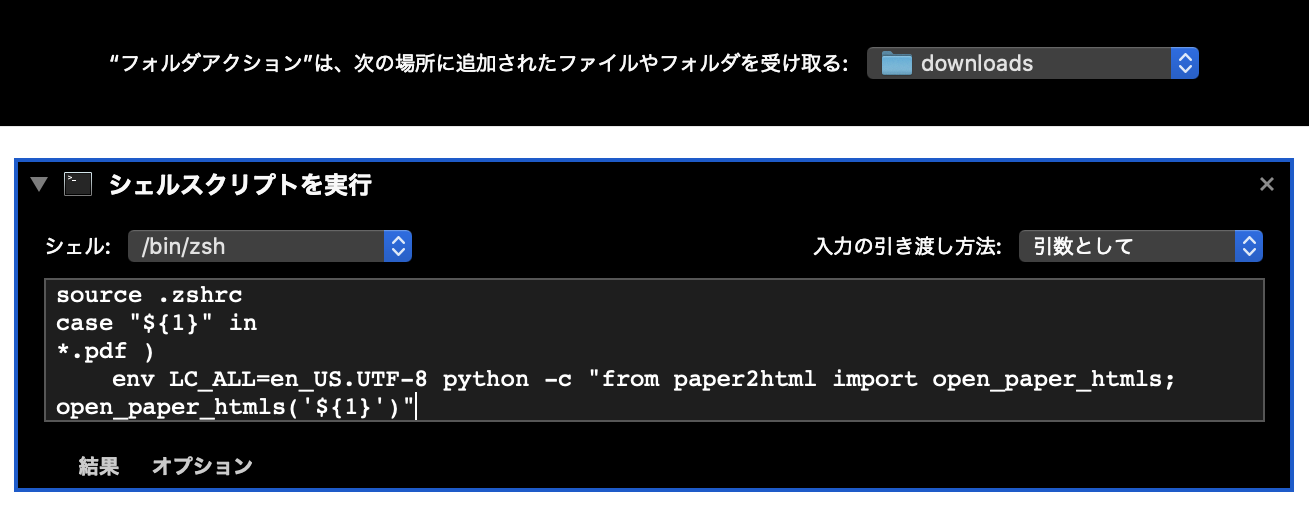 “フォルダアクション”は、次の場所に追加されたファイルやフォルダを受け取る: downloads
シェルスクリプトを実行
シェル: /bin/zsh 入力の引き渡し方法: 引数として
source .zshrc
case "${1}" in
*.pdf )
    env LC_ALL=en_US.UTF-8 python -c "from paper2html import open_paper_htmls;
open_paper_htmls('${1}')"
結果 オプション